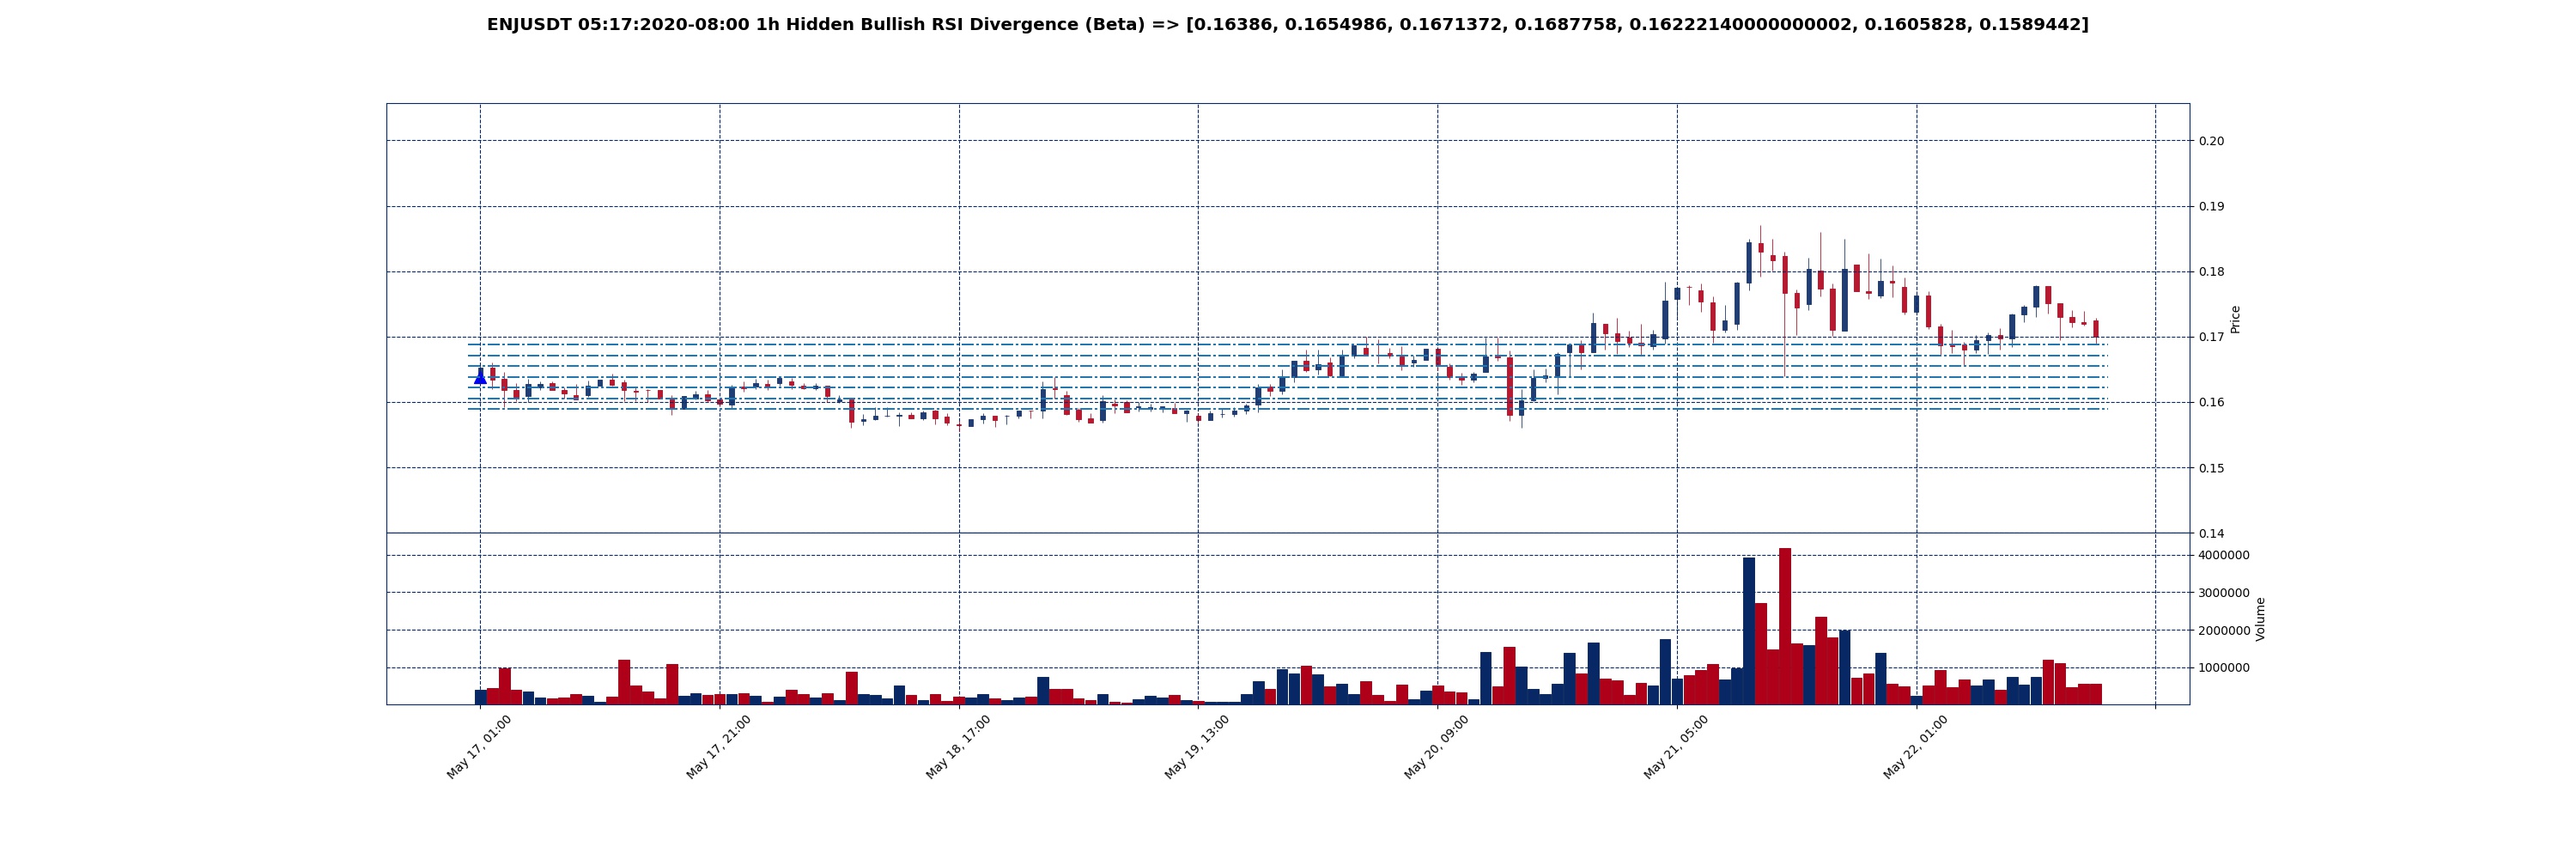 ENJUSDT 05:17:2020-08:00 1h Hidden Bullish RSI Divergence (Beta) => [0.16386, 0.1654986, 0.1671372, 0.1687758, 0.16222140000000002, 0.1605828, 0.1589442]
0.20
0.19
0.18
0.17
Price
0.16
0.15
0.14
4000000
3000000
Volume
2000000
1000000
May 17, 01:00
May 17, 21:00
May 18, 17:00
May 19, 13:00
May 20, 09:00
May 21, 05:00
May 22, 01:00